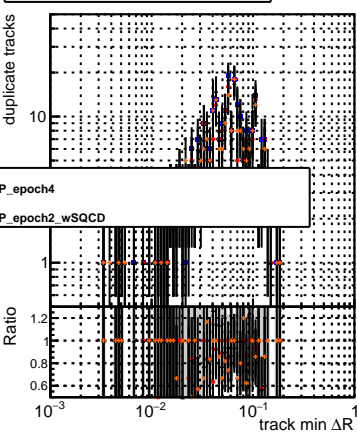 duplicate tracks
10
P_epoch4
P_epoch2_wSQCD
1
Ratio
1.2
1
0.8
0.6
10−3
10−2
10−1
1
track min ΔR